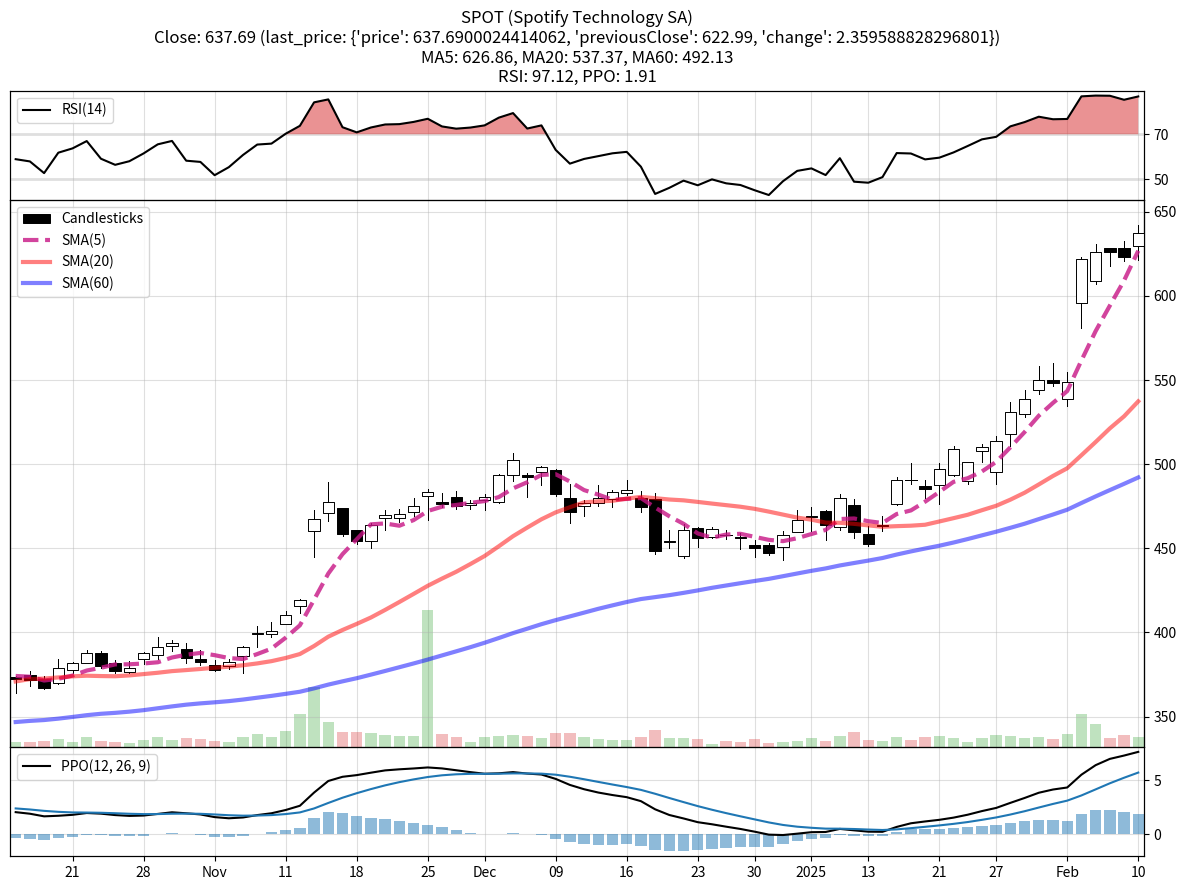 SPOT (Spotify Technology SA)
Close: 637.69 (last_price: {'price': 637.6900024414062, 'previousClose': 622.99, 'change': 2.359588828296801})
MA5: 626.86, MA20: 537.37, MA60: 492.13
RSI: 97.12, PPO: 1.91
RSI(14)
70
50
Candlesticks
SMA(5)
SMA(20)
SMA(60)
650
600
550
500
450
400
350
PPO(12, 26, 9)
5
0
21 28 Nov 11 18 25 Dec 09 16 23 30 2025 13 21 27 Feb 10